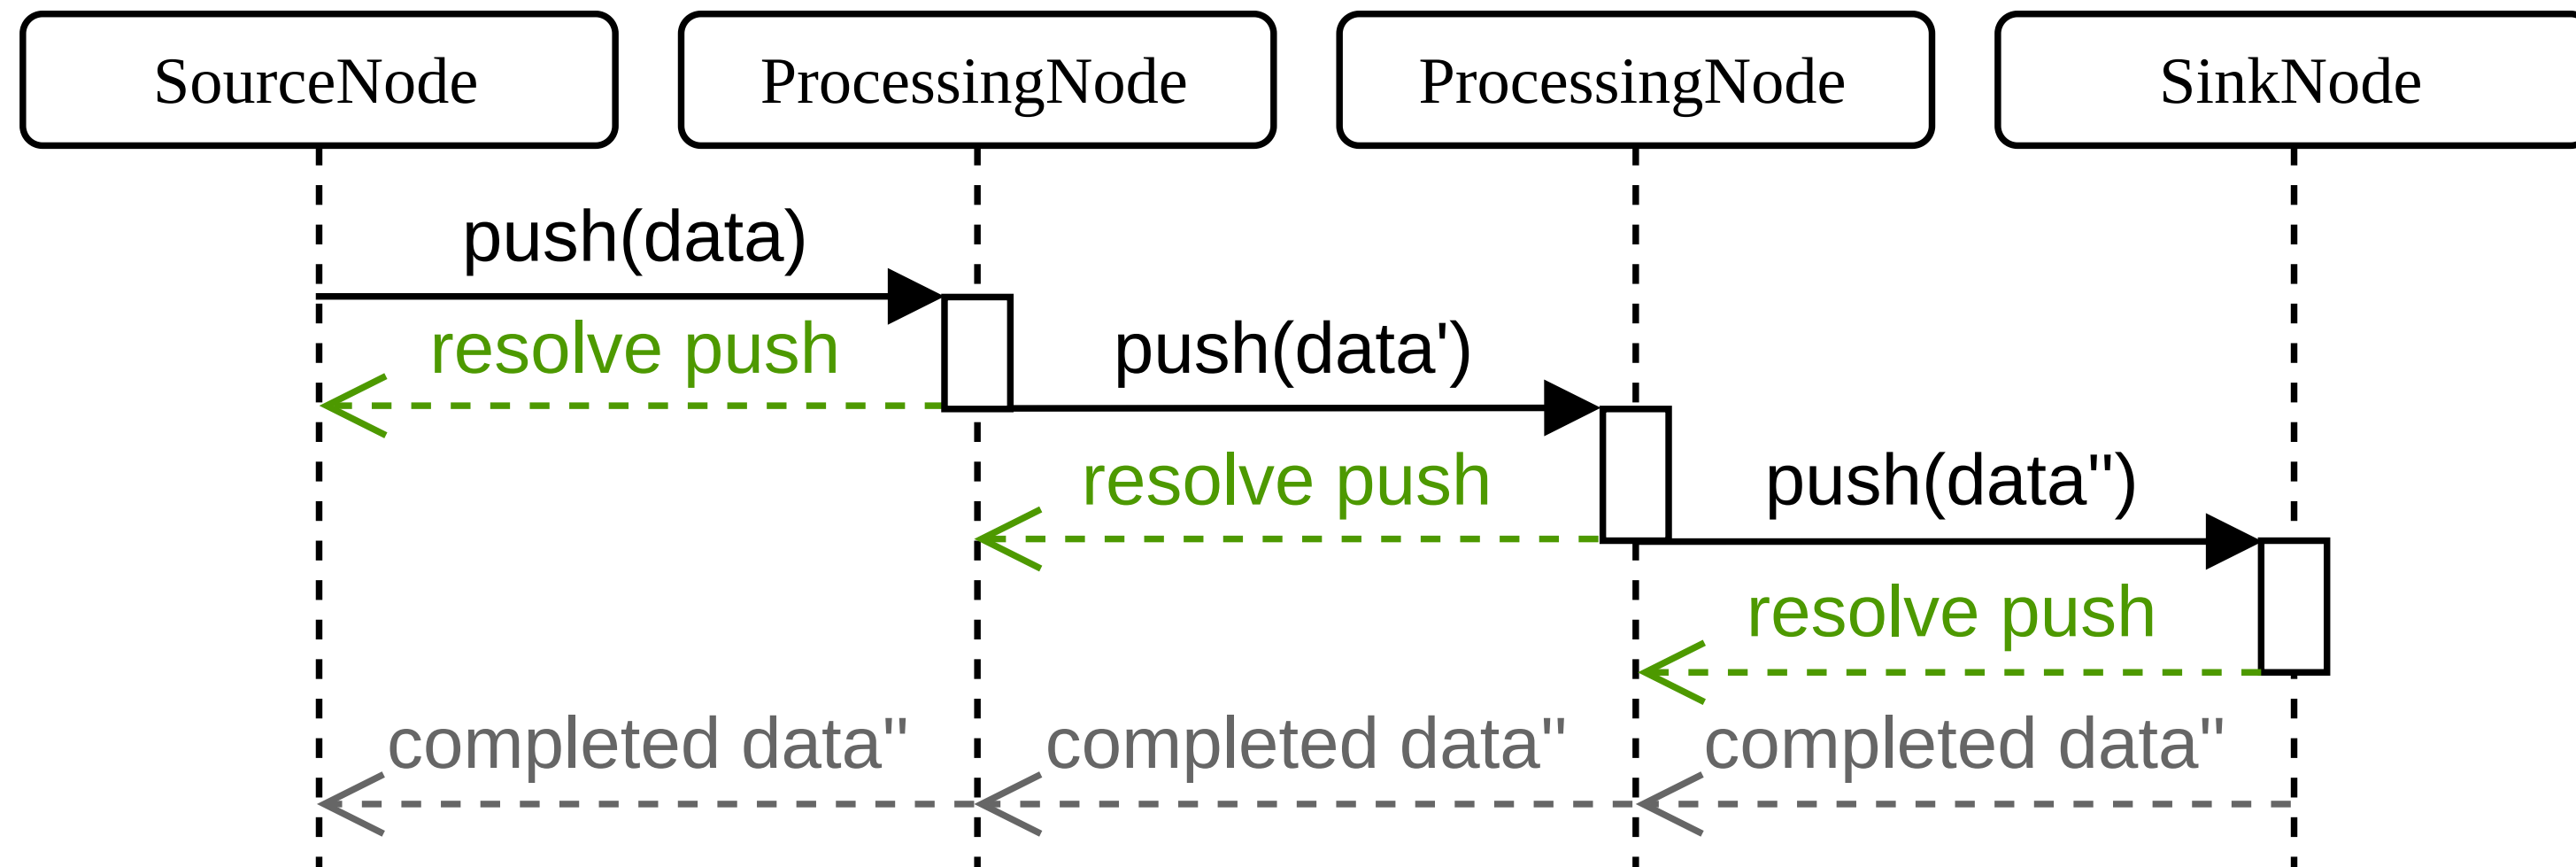 SourceNode
ProcessingNode
ProcessingNode
SinkNode
push(data)
resolve push
push(data')
resolve push
push(data'')
resolve push
completed data''
completed data''
completed data''